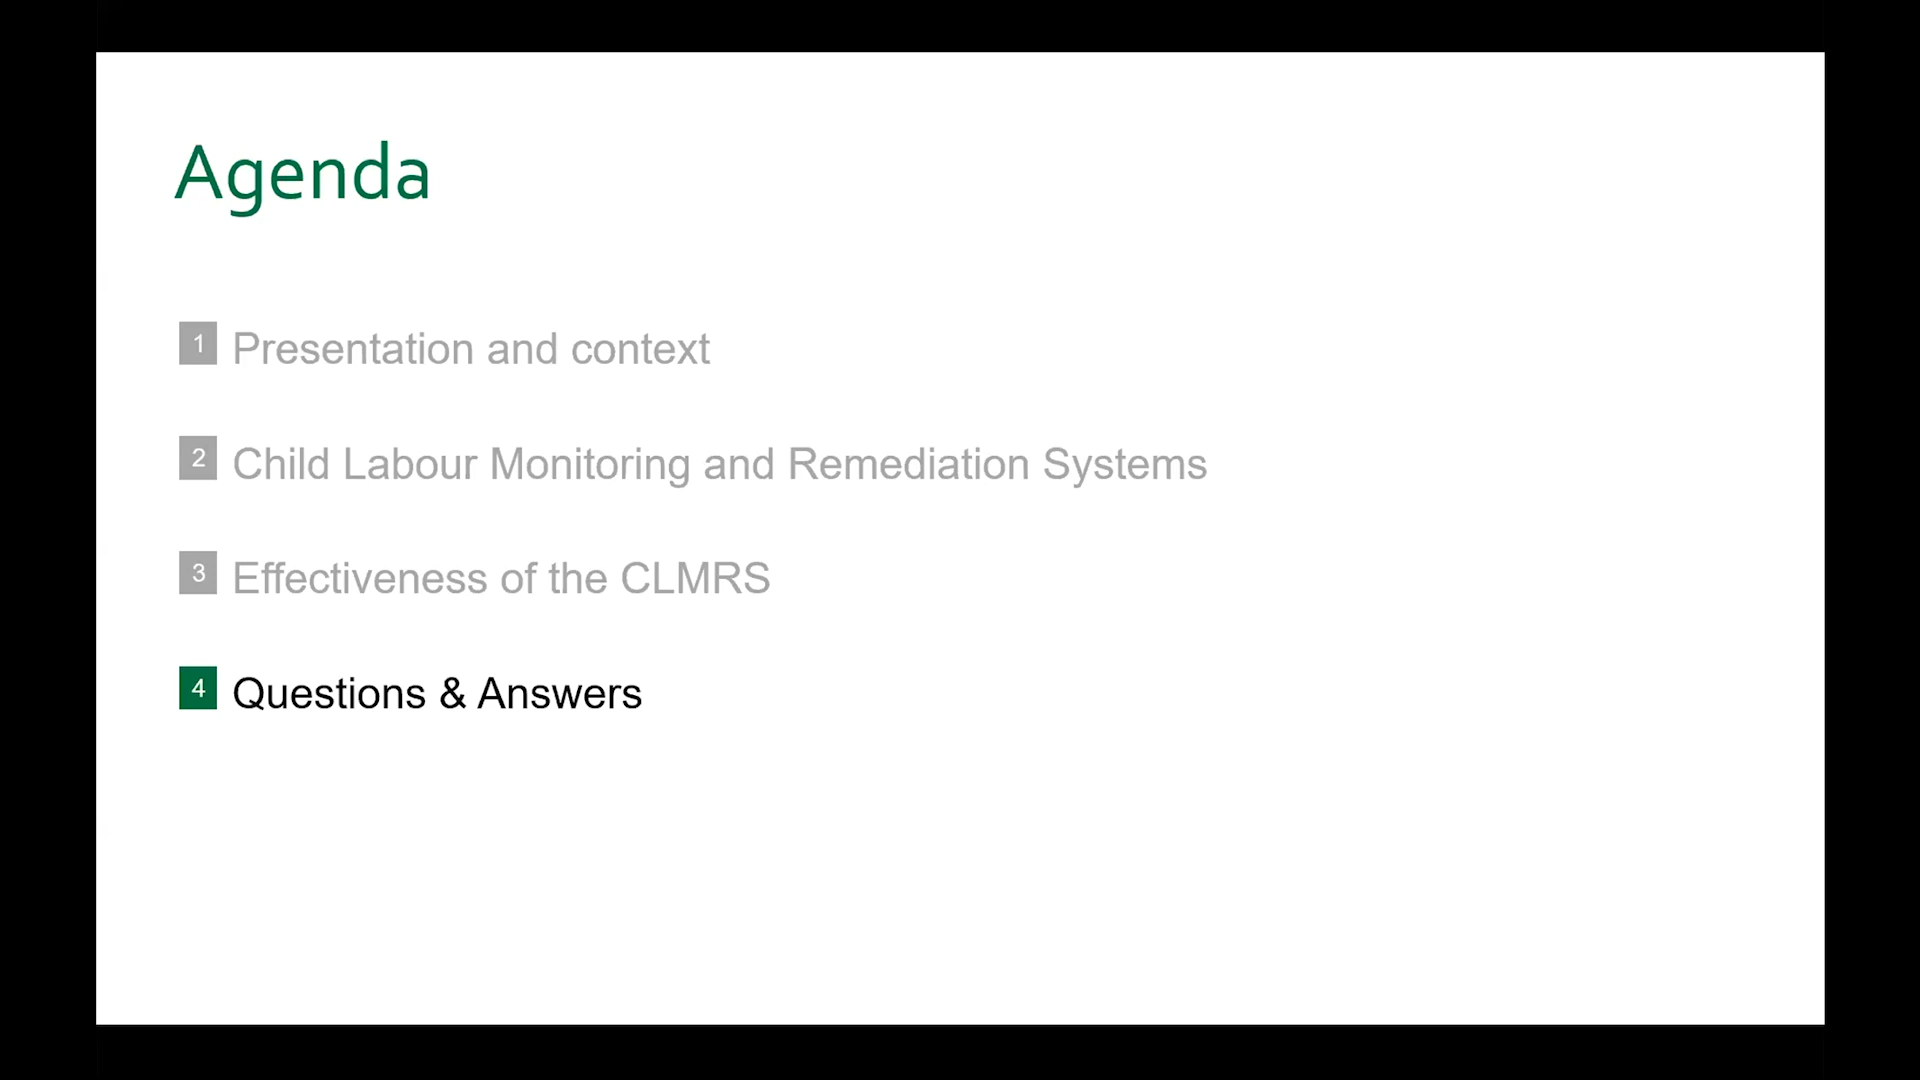 Agenda
1 Presentation and context
2 Child Labour Monitoring and Remediation Systems
3 Effectiveness of the CLMRS
4 Questions & Answers